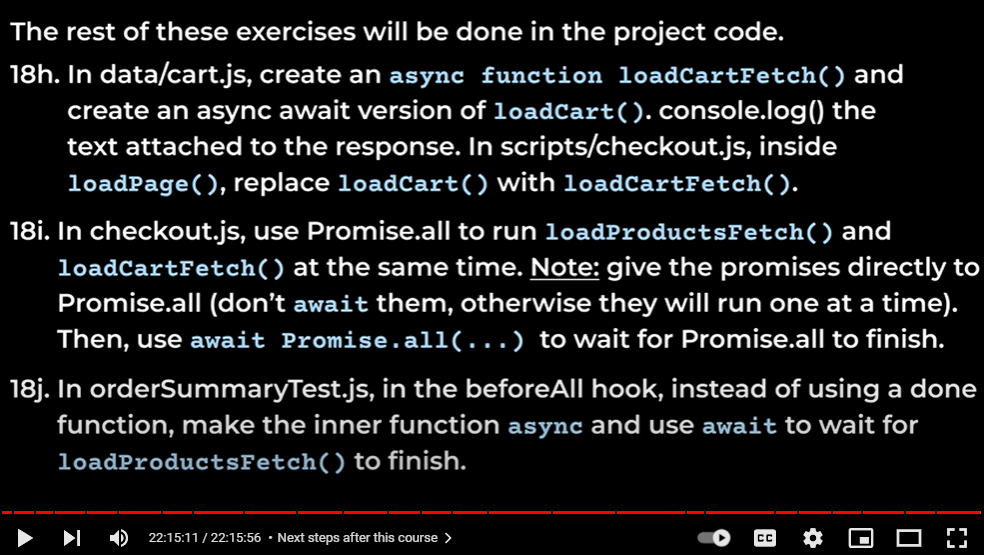 The rest of these exercises will be done in the project code.
18h. In data/cart.js, create an async function loadCartFetch() and
create an async await version of loadCart(). console.log() the
text attached to the response. In scripts/checkout.js, inside
loadPage(), replace loadCart() with loadCartFetch().
18i. In checkout.js, use Promise.all to run loadProductsFetch() and
loadCartFetch() at the same time. Note: give the promises directly to
Promise.all (don’t await them, otherwise they will run one at a time).
Then, use await Promise.all(...) to wait for Promise.all to finish.
18j. In orderSummaryTest.js, in the beforeAll hook, instead of using a done
function, make the inner function async and use await to wait for
loadProductsFetch() to finish.
22:15:11 / 22:15:56 • Next steps after this course
CC